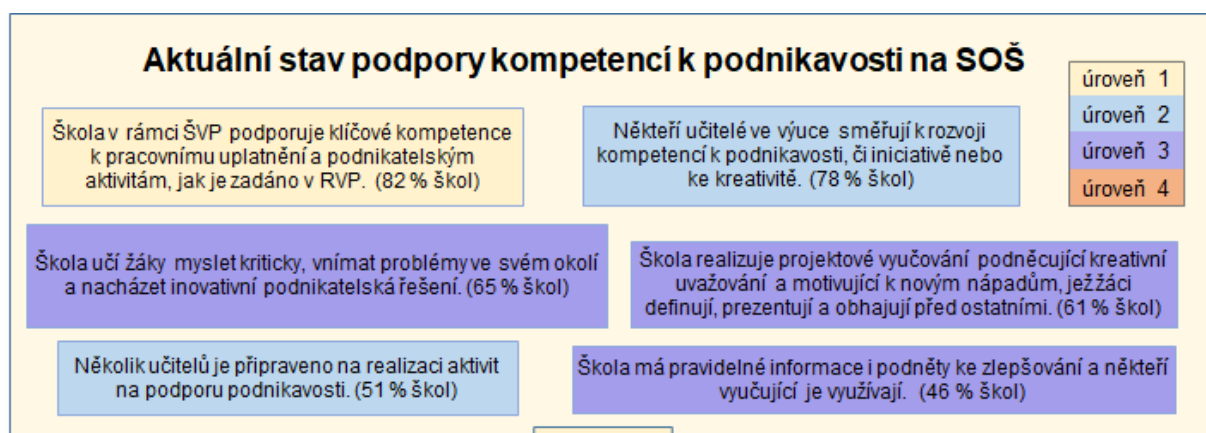 Aktuální stav podpory kompetencí k podnikavosti na SOŠ
úroveň 1
úroveň 2
úroveň 3
úroveň 4
Škola v rámci ŠVP podporuje klíčové kompetence
k pracovnímu uplatnění a podnikatelským
aktivitám, jak je zadáno v RVP. (82 % škol)
Někteří učitelé ve výuce směřují k rozvoji
kompetencí k podnikavosti, či iniciativě nebo
ke kreativitě. (78 % škol)
Škola učí žáky myslet kriticky, vnímat problémy ve svém okolí
a nacházet inovativní podnikatelská řešení. (65 % škol)
Škola realizuje projektové vyučování podněcující kreativní
uvažování a motivující k novým nápadům, jež žáci
definují, prezentují a obhajují před ostatními. (61 % škol)
Několik učitelů je připraveno na realizaci aktivit
na podporu podnikavosti. (51 % škol)
Škola má pravidelné informace i podněty ke zlepšování a někteří
vyučující je využívají. (46 % škol)